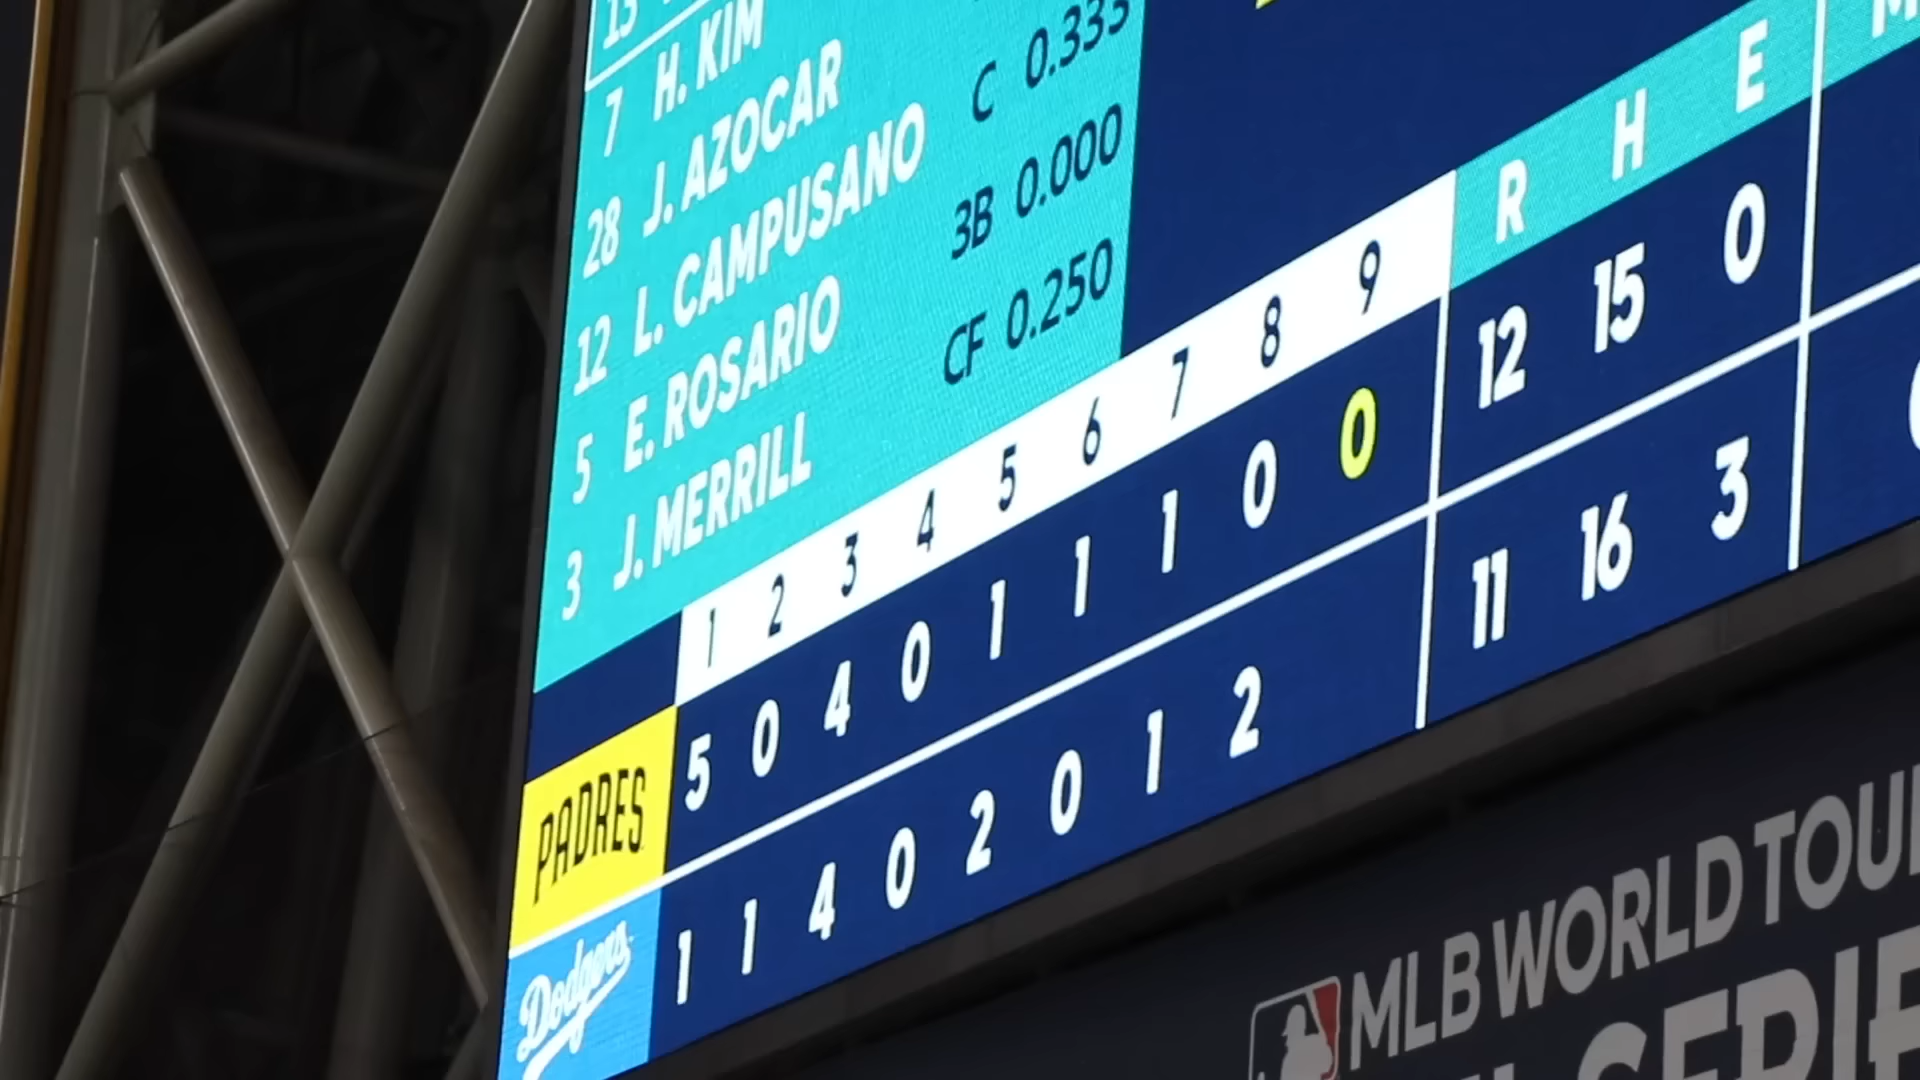 13
7 H. KIM
28 J. AZOCAR
12 L. CAMPUSANO C 0.333
5 E. ROSARIO 3B 0.000
3 J. MERRILL CF 0.250
1 2 3 4 5 6 7 8 9 R H E
PADRES 5 0 4 0 1 1 1 0 0 12 15 0
Dodgers 1 1 4 0 2 0 1 2 11 16 3
MLB WORLD TOUR